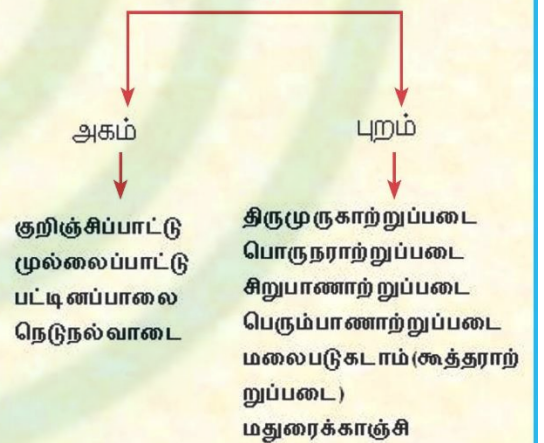 அகம்
புறம்
குறிஞ்சிப்பாட்டு
முல்லைப்பாட்டு
பட்டினப்பாலை
நெடுநல்வாடை
திருமுருகாற்றுப்படை
பொருநராற்றுப்படை
சிறுபாணாற்றுப்படை
பெரும்பாணாற்றுப்படை
மலைபடுகடாம்(கூத்தராற்
றுப்படை)
மதுரைக்காஞ்சி